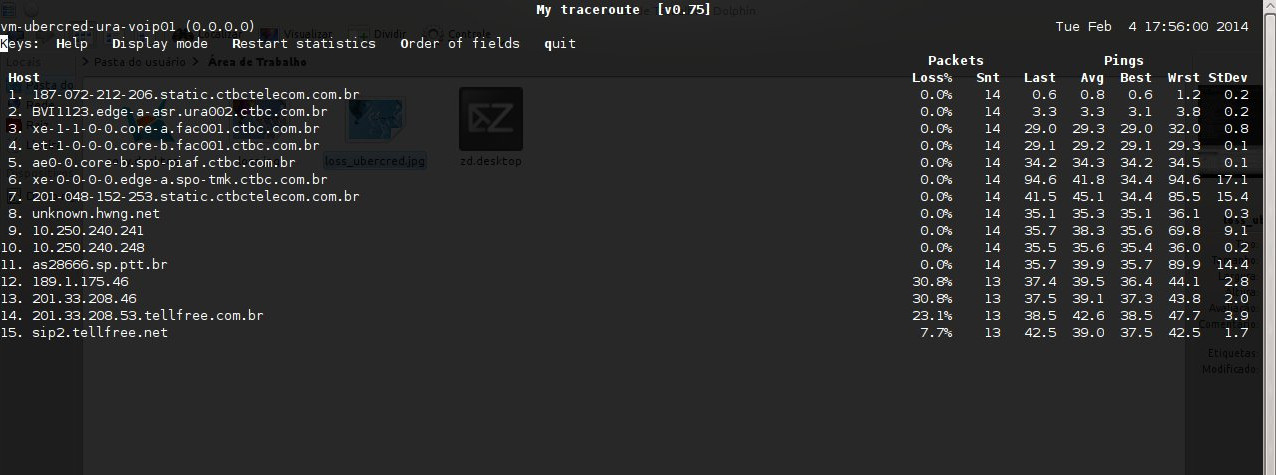 My traceroute [v0.75]
vm-ubercred-ura-voip01 (0.0.0.0) Tue Feb 4 17:56:00 2014
Keys: Help Display mode Restart statistics Order of fields quit
Packets Pings
Host Loss% Snt Last Avg Best Wrst StDev
1. 187-072-212-206.static.ctbctelecom.com.br 0.0% 14 0.6 0.8 0.6 1.2 0.2
2. BVI1123.edge-a-asr.ura002.ctbc.com.br 0.0% 14 3.3 3.3 3.1 3.8 0.2
3. xe-1-1-0-0.core-a.fac001.ctbc.com.br 0.0% 14 29.0 29.3 29.0 32.0 0.8
4. et-1-0-0-0.core-b.fac001.ctbc.com.br 0.0% 14 29.1 29.2 29.1 29.3 0.1
5. ae0-0.core-b.spo-piaf.ctbc.com.br 0.0% 14 34.2 34.3 34.2 34.5 0.1
6. xe-0-0-0-0.edge-a.spo-tmk.ctbc.com.br 0.0% 14 94.6 41.8 34.4 94.6 17.1
7. 201-048-152-253.static.ctbctelecom.com.br 0.0% 14 41.5 45.1 34.4 85.5 15.4
8. unknown.hwng.net 0.0% 14 35.1 35.3 35.1 36.1 0.3
9. 10.250.240.241 0.0% 14 35.7 38.3 35.6 69.8 9.1
10. 10.250.240.248 0.0% 14 35.5 35.6 35.4 36.0 0.2
11. as28666.sp.ptt.br 0.0% 14 35.7 39.9 35.7 89.9 14.4
12. 189.1.175.46 30.8% 13 37.4 39.5 36.4 44.1 2.8
13. 201.33.208.46 30.8% 13 37.5 39.1 37.3 43.8 2.0
14. 201.33.208.53.tellfree.com.br 23.1% 13 38.5 42.6 38.5 47.7 3.9
15. sip2.tellfree.net 7.7% 13 42.5 39.0 37.5 42.5 1.7
Dolphin
Visualizar Dividir Controle
Locais > Pasta do usuário > Área de Trabalho
loss_ubercred.jpg zd.desktop
Etiquetas:
Modificado: